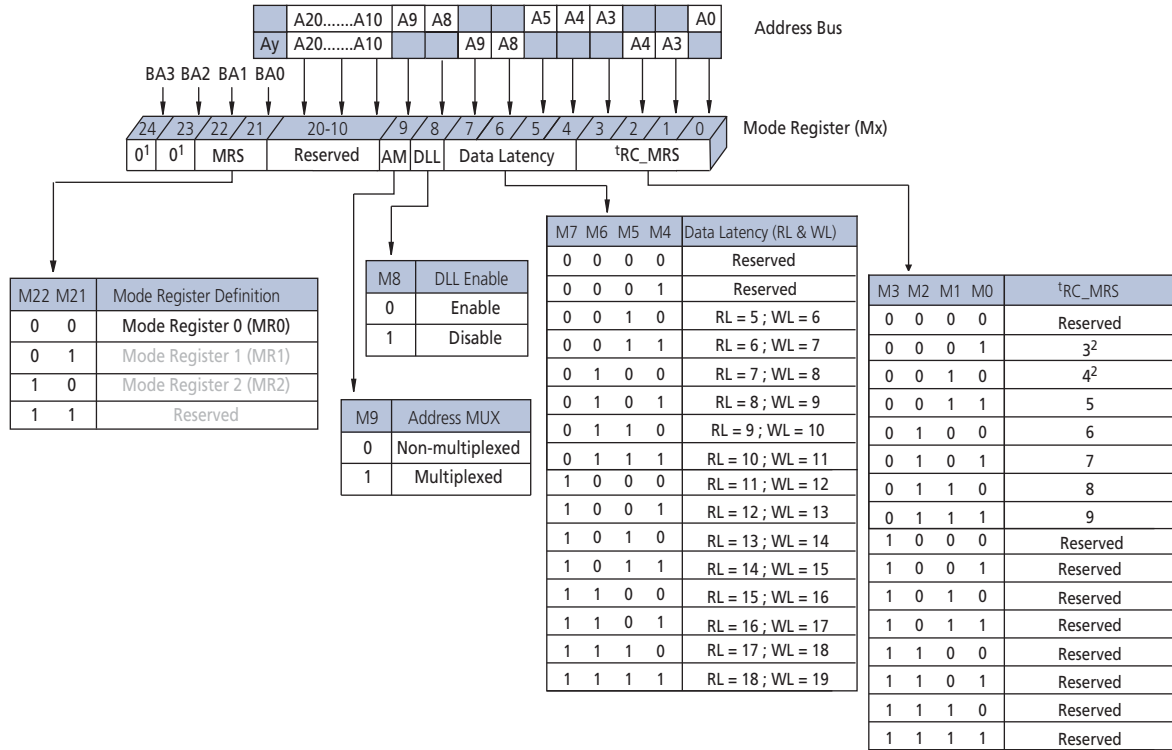 A20.......A10 A9 A8 A5 A4 A3 A0
Ay A20.......A10 A9 A8 A4 A3
Address Bus
BA3 BA2 BA1 BA0
24 23 22 21 20-10 9 8 7 6 5 4 3 2 1 0
Mode Register (Mx)
0¹ 0¹ MRS Reserved AM DLL Data Latency ᵗRC_MRS
M22 M21 Mode Register Definition
0 0 Mode Register 0 (MR0)
0 1 Mode Register 1 (MR1)
1 0 Mode Register 2 (MR2)
1 1 Reserved
M8 DLL Enable
0 Enable
1 Disable
M9 Address MUX
0 Non-multiplexed
1 Multiplexed
M7 M6 M5 M4 Data Latency (RL & WL)
0 0 0 0 Reserved
0 0 0 1 Reserved
0 0 1 0 RL = 5 ; WL = 6
0 0 1 1 RL = 6 ; WL = 7
0 1 0 0 RL = 7 ; WL = 8
0 1 0 1 RL = 8 ; WL = 9
0 1 1 0 RL = 9 ; WL = 10
0 1 1 1 RL = 10 ; WL = 11
1 0 0 0 RL = 11 ; WL = 12
1 0 0 1 RL = 12 ; WL = 13
1 0 1 0 RL = 13 ; WL = 14
1 0 1 1 RL = 14 ; WL = 15
1 1 0 0 RL = 15 ; WL = 16
1 1 0 1 RL = 16 ; WL = 17
1 1 1 0 RL = 17 ; WL = 18
1 1 1 1 RL = 18 ; WL = 19
M3 M2 M1 M0 ᵗRC_MRS
0 0 0 0 Reserved
0 0 0 1 3²
0 0 1 0 4²
0 0 1 1 5
0 1 0 0 6
0 1 0 1 7
0 1 1 0 8
0 1 1 1 9
1 0 0 0 Reserved
1 0 0 1 Reserved
1 0 1 0 Reserved
1 0 1 1 Reserved
1 1 0 0 Reserved
1 1 0 1 Reserved
1 1 1 0 Reserved
1 1 1 1 Reserved